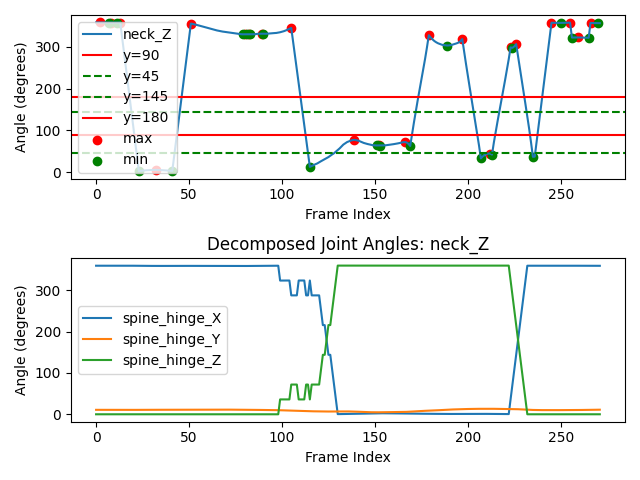 Angle (degrees)
300
200
100
0
neck_Z
y=90
y=45
y=145
y=180
max
min
0 50 100 150 200 250
Frame Index
Decomposed Joint Angles: neck_Z
Angle (degrees)
300
200
100
0
spine_hinge_X
spine_hinge_Y
spine_hinge_Z
0 50 100 150 200 250
Frame Index